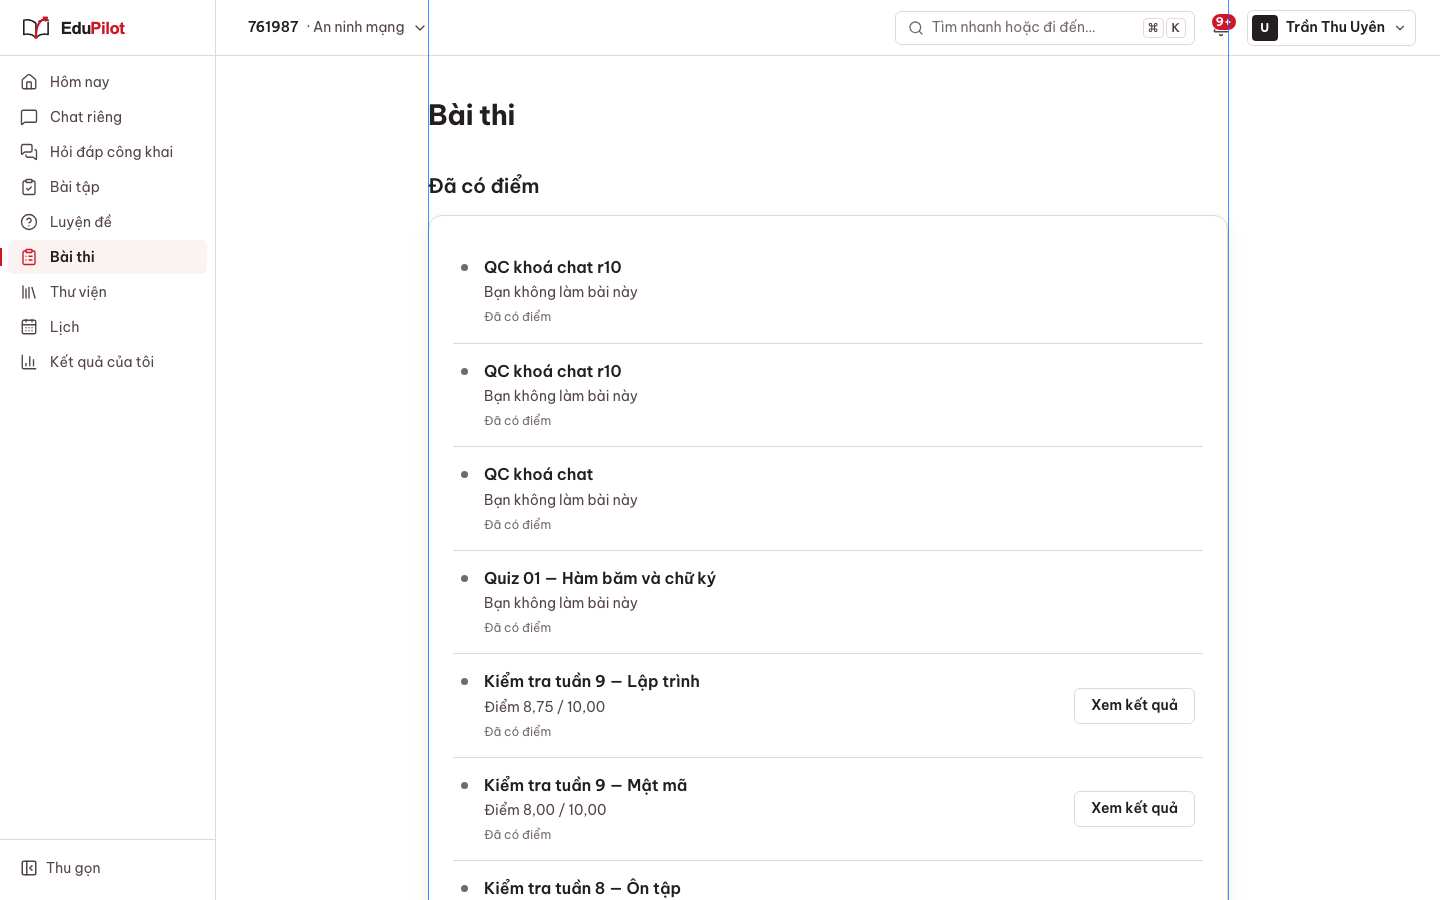 EduPilot
761987 · An ninh mạng
Tìm nhanh hoặc đi đến...
⌘ K
9+
U Trần Thu Uyên
Hôm nay
Chat riêng
Hỏi đáp công khai
Bài tập
Luyện đề
Bài thi
Thư viện
Lịch
Kết quả của tôi
Thu gọn
Bài thi
Đã có điểm
QC khoá chat r10
Bạn không làm bài này
Đã có điểm
QC khoá chat r10
Bạn không làm bài này
Đã có điểm
QC khoá chat
Bạn không làm bài này
Đã có điểm
Quiz 01 — Hàm băm và chữ ký
Bạn không làm bài này
Đã có điểm
Kiểm tra tuần 9 — Lập trình
Điểm 8,75 / 10,00
Đã có điểm
Xem kết quả
Kiểm tra tuần 9 — Mật mã
Điểm 8,00 / 10,00
Đã có điểm
Xem kết quả
Kiểm tra tuần 8 — Ôn tập